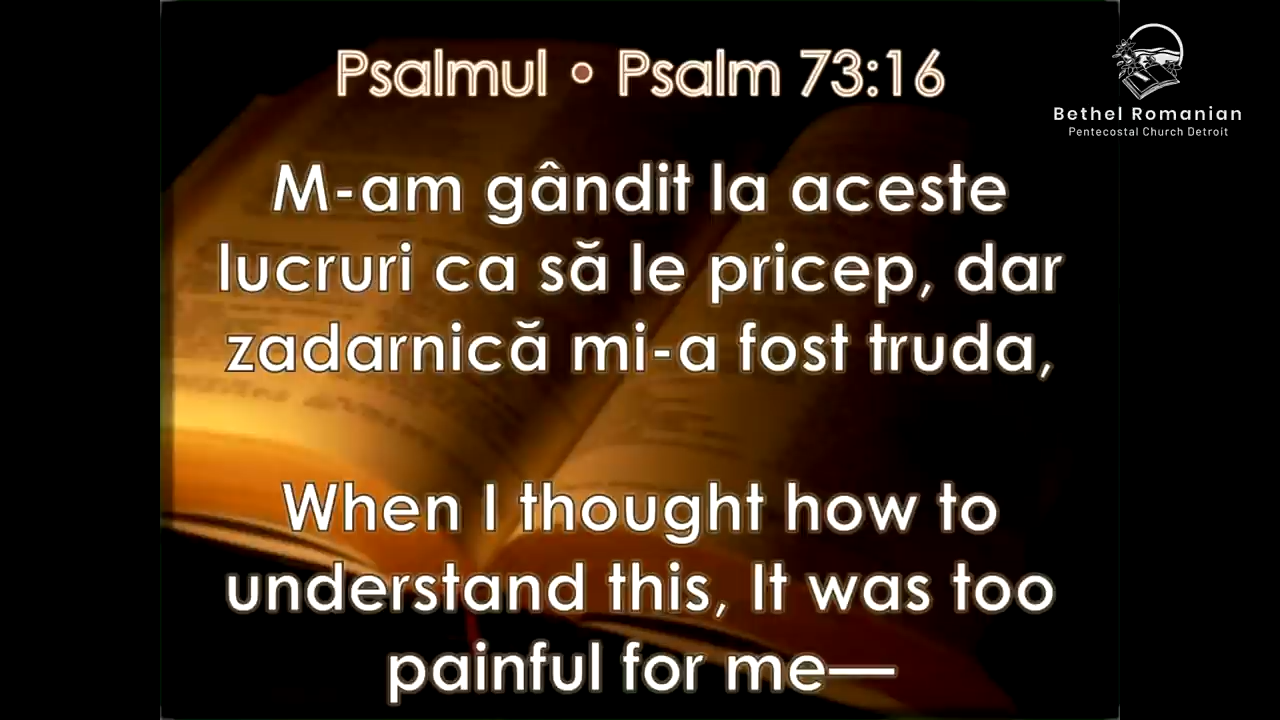 Psalmul • Psalm 73:16
Bethel Romanian
Pentecostal Church Detroit
M-am gândit la aceste
lucruri ca să le pricep, dar
zadarnică mi-a fost truda,
When I thought how to
understand this, It was too
painful for me—